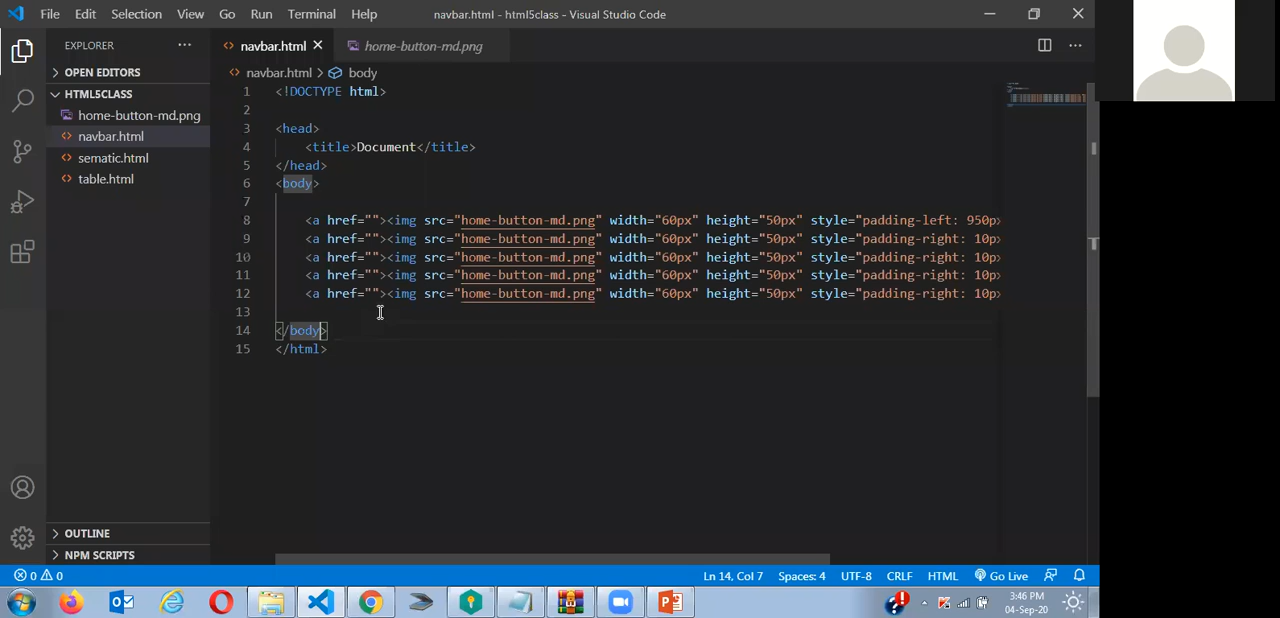 File Edit Selection View Go Run Terminal Help navbar.html - html5class - Visual Studio Code
EXPLORER
OPEN EDITORS
HTML5CLASS
home-button-md.png
navbar.html
sematic.html
table.html
OUTLINE
NPM SCRIPTS
navbar.html home-button-md.png
navbar.html body
1 <!DOCTYPE html>
2
3 <head>
4 <title>Document</title>
5 </head>
6 <body>
7
8 <a href=""><img src="home-button-md.png" width="60px" height="50px" style="padding-left: 950px
9 <a href=""><img src="home-button-md.png" width="60px" height="50px" style="padding-right: 10px
10 <a href=""><img src="home-button-md.png" width="60px" height="50px" style="padding-right: 10px
11 <a href=""><img src="home-button-md.png" width="60px" height="50px" style="padding-right: 10px
12 <a href=""><img src="home-button-md.png" width="60px" height="50px" style="padding-right: 10px
13
14 </body>
15 </html>
0 0 Ln 14, Col 7 Spaces: 4 UTF-8 CRLF HTML Go Live
3:46 PM
04-Sep-20